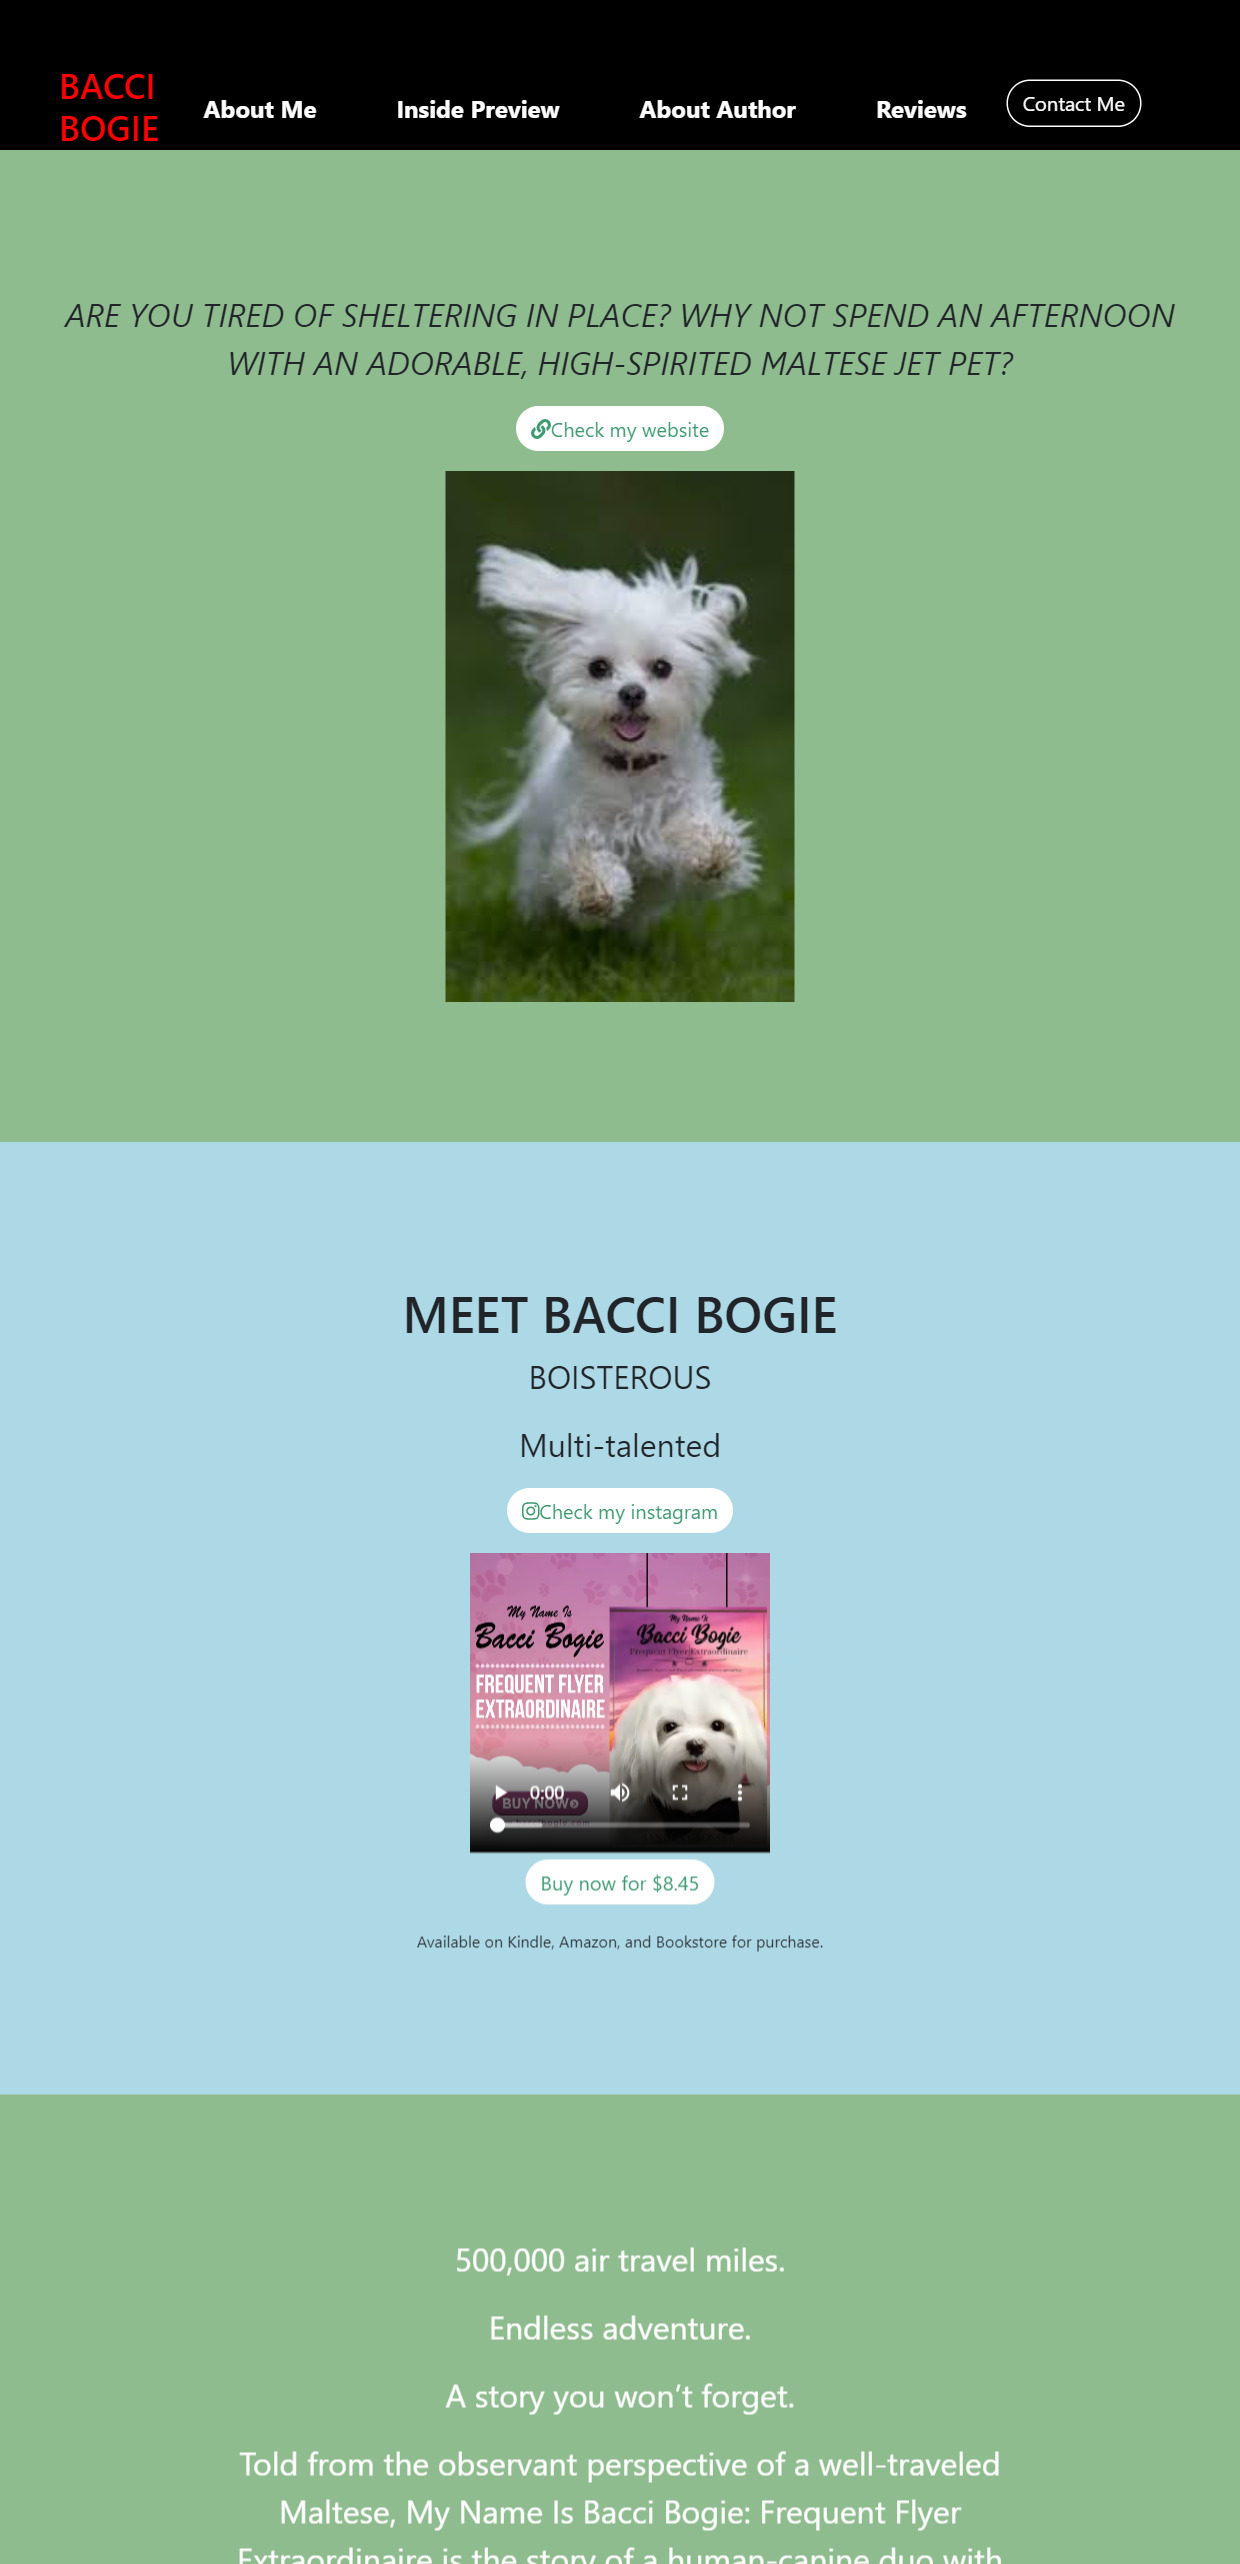 BACCI
BOGIE
About Me
Inside Preview
About Author
Reviews
Contact Me
ARE YOU TIRED OF SHELTERING IN PLACE? WHY NOT SPEND AN AFTERNOON
WITH AN ADORABLE, HIGH-SPIRITED MALTESE JET PET?
Check my website
MEET BACCI BOGIE
BOISTEROUS
Multi-talented
Check my instagram
My Name Is
Bacci Bogie
FREQUENT FLYER
EXTRAORDINAIRE
BUY NOW
My Name Is
Bacci Bogie
Frequent Flyer Extraordinaire
0:00
Buy now for $8.45
Available on Kindle, Amazon, and Bookstore for purchase.
500,000 air travel miles.
Endless adventure.
A story you won’t forget.
Told from the observant perspective of a well-traveled
Maltese, My Name Is Bacci Bogie: Frequent Flyer
Extraordinaire is the story of a human-canine duo with